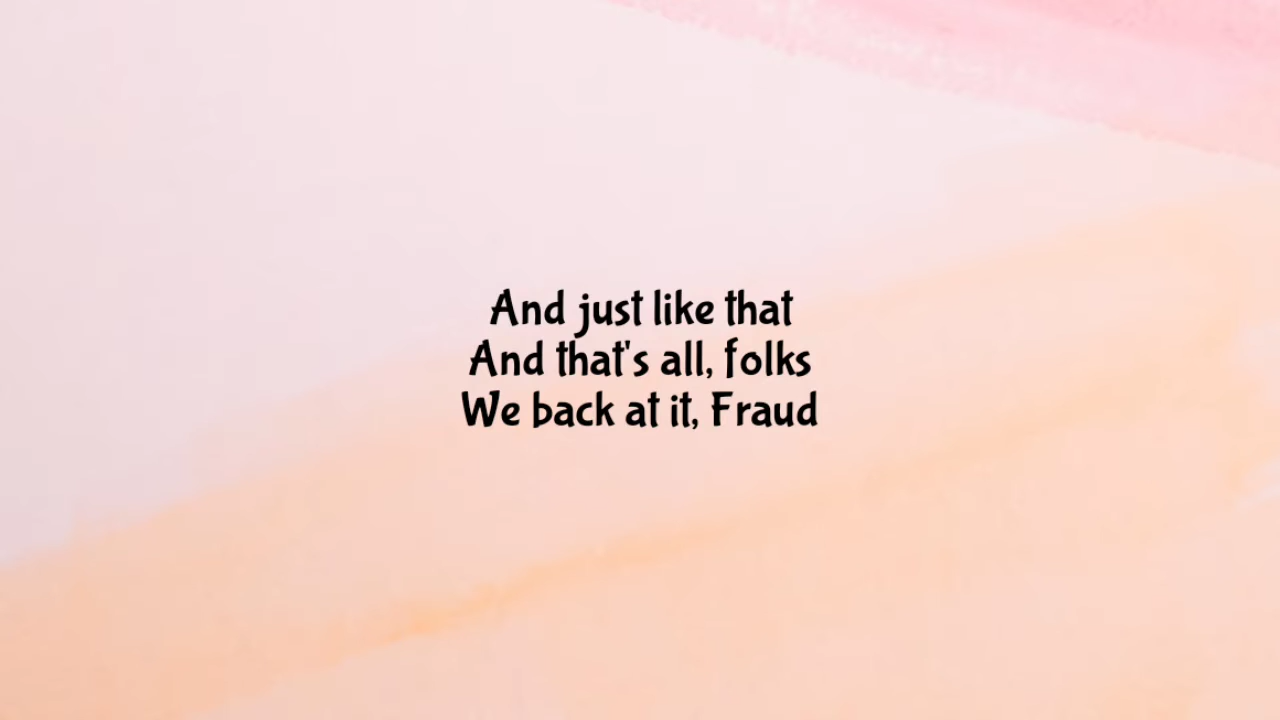 And just like that
And that's all, folks
We back at it, Fraud